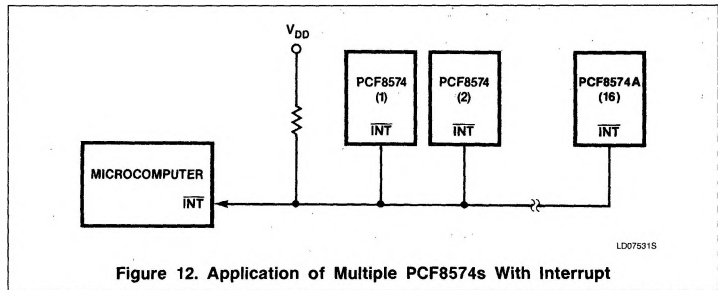 V_DD
PCF8574
(1)
INT
PCF8574
(2)
INT
PCF8574A
(16)
INT
MICROCOMPUTER
INT
LD07531S
Figure 12. Application of Multiple PCF8574s With Interrupt